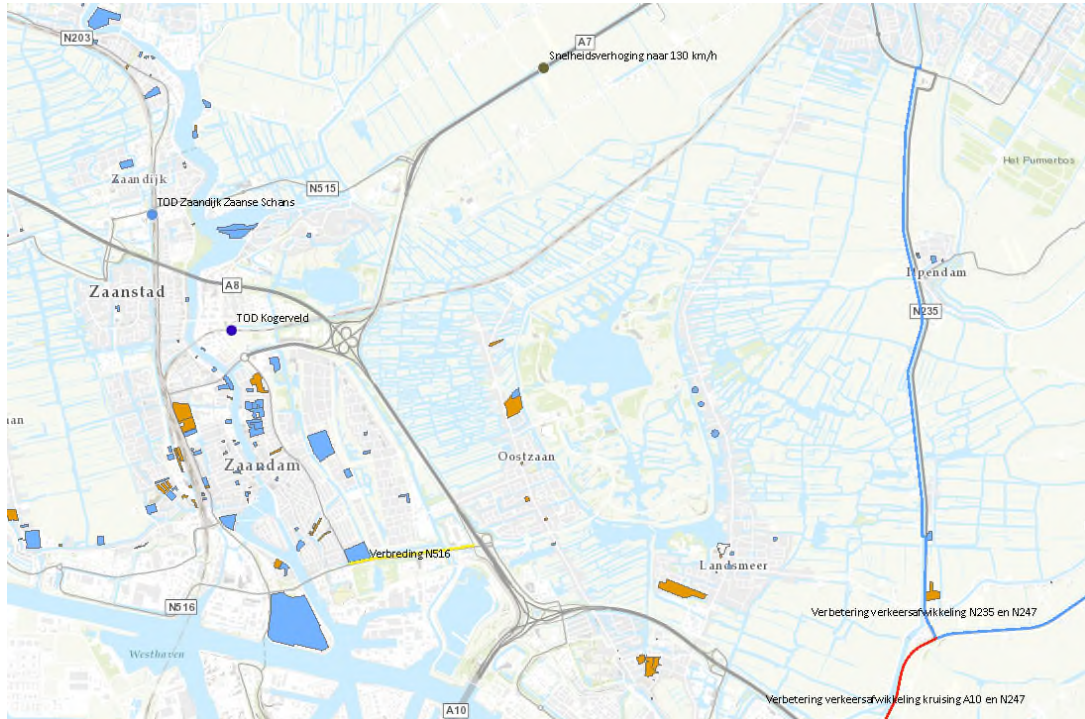 N203
A7
Snelheidsverhoging naar 130 km/h
Het Purmerbos
Zaandijk
N515
TOD Zaandijk Zaanse Schans
Ilpendam
A8
Zaanstad
N235
TOD Kogerveld
aan
Oostzaan
Zaandam
Verbreding N516
Landsmeer
N516
Verbetering verkeersafwikkeling N235 en N247
Westhaven
Verbetering verkeersafwikkeling kruising A10 en N247
A10